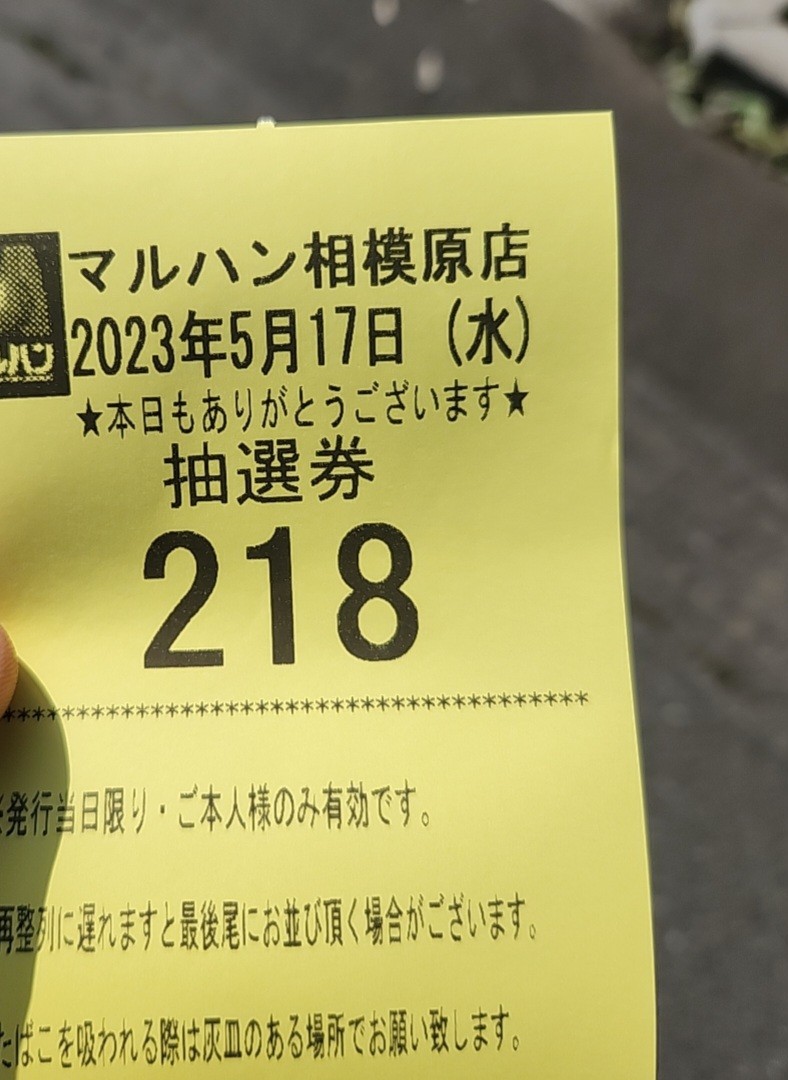 マルハン相模原店
ルハン
2023年5月17日（水）
★本日もありがとうございます★
抽選券
218
**************************************
※発行当日限り・ご本人様のみ有効です。
再整列に遅れますと最後尾にお並び頂く場合がございます。
たばこを吸われる際は灰皿のある場所でお願い致します。